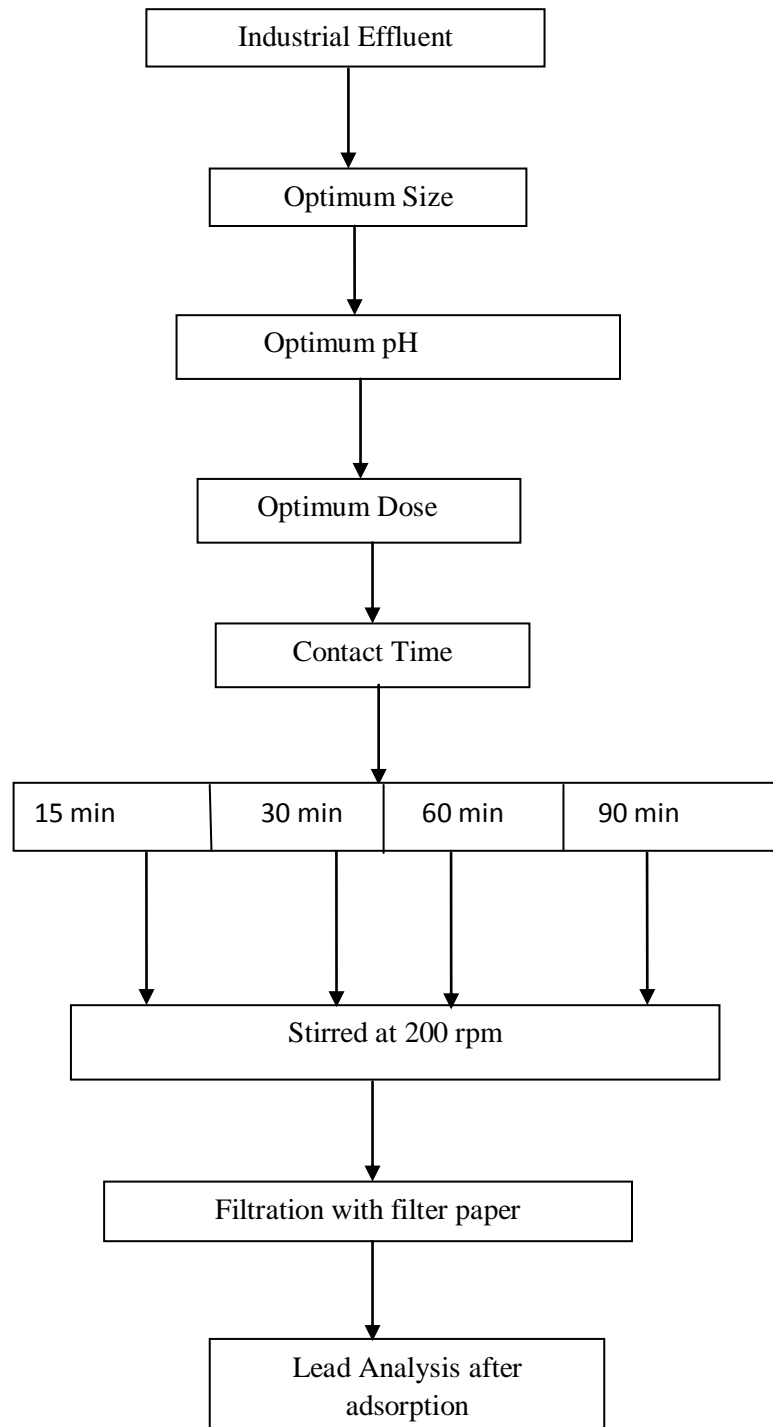 Industrial Effluent
Optimum Size
Optimum pH
Optimum Dose
Contact Time
15 min 30 min 60 min 90 min
Stirred at 200 rpm
Filtration with filter paper
Lead Analysis after
adsorption